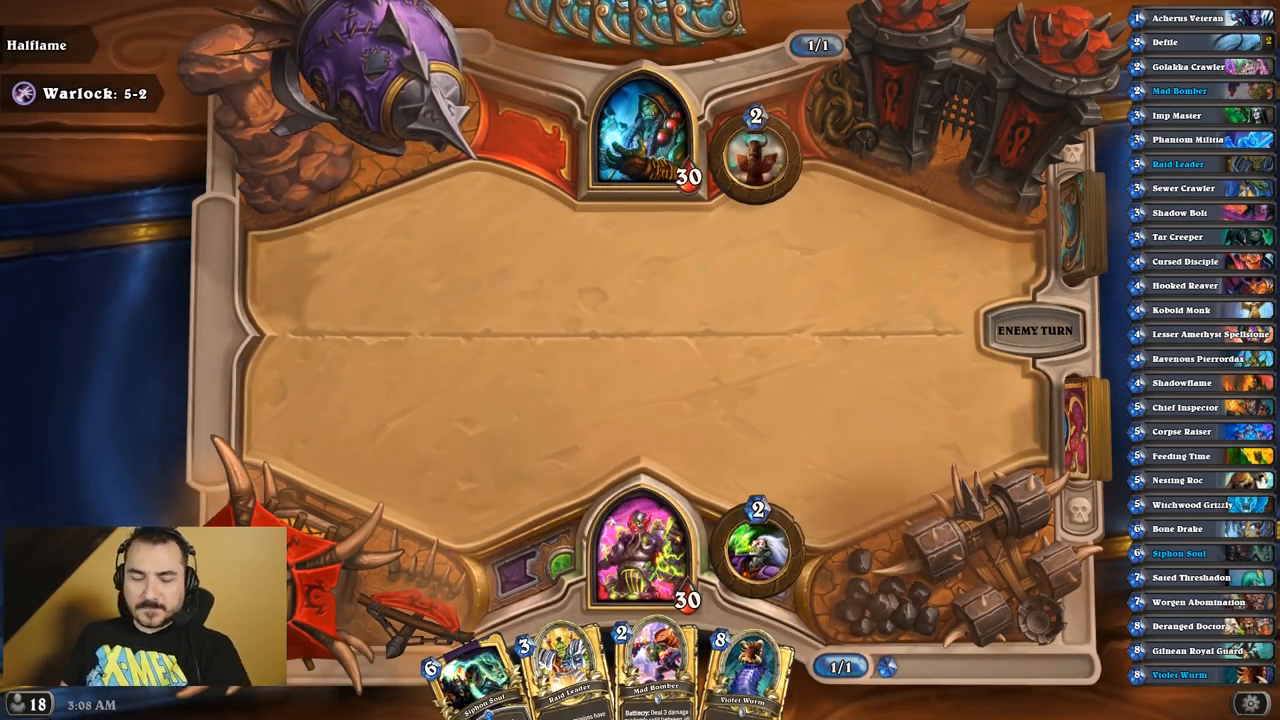 Halflame
Warlock: 5-2
1/1
2
30
ENEMY TURN
2
30
6
Siphon Soul
3
Raid Leader
2
Mad Bomber
Battlecry: Deal 3 damage
8
Violet Wurm
1/1
X-MEN
18
3:08 AM
1 Acherus Veteran
2 Defile 2
2 Golakka Crawler
2 Mad Bomber
3 Imp Master
3 Phantom Militia
3 Raid Leader
3 Sewer Crawler
3 Shadow Bolt
3 Tar Creeper
4 Cursed Disciple
4 Hooked Reaver
4 Kobold Monk
4 Lesser Amethyst Spellstone
4 Ravenous Pterrordax
4 Shadowflame
5 Chief Inspector
5 Corpse Raiser
5 Feeding Time
5 Nesting Roc
5 Witchwood Grizzly
6 Bone Drake
6 Siphon Soul
7 Sated Threshadon
7 Worgen Abomination
8 Deranged Doctor
8 Gilnean Royal Guard
8 Violet Wurm